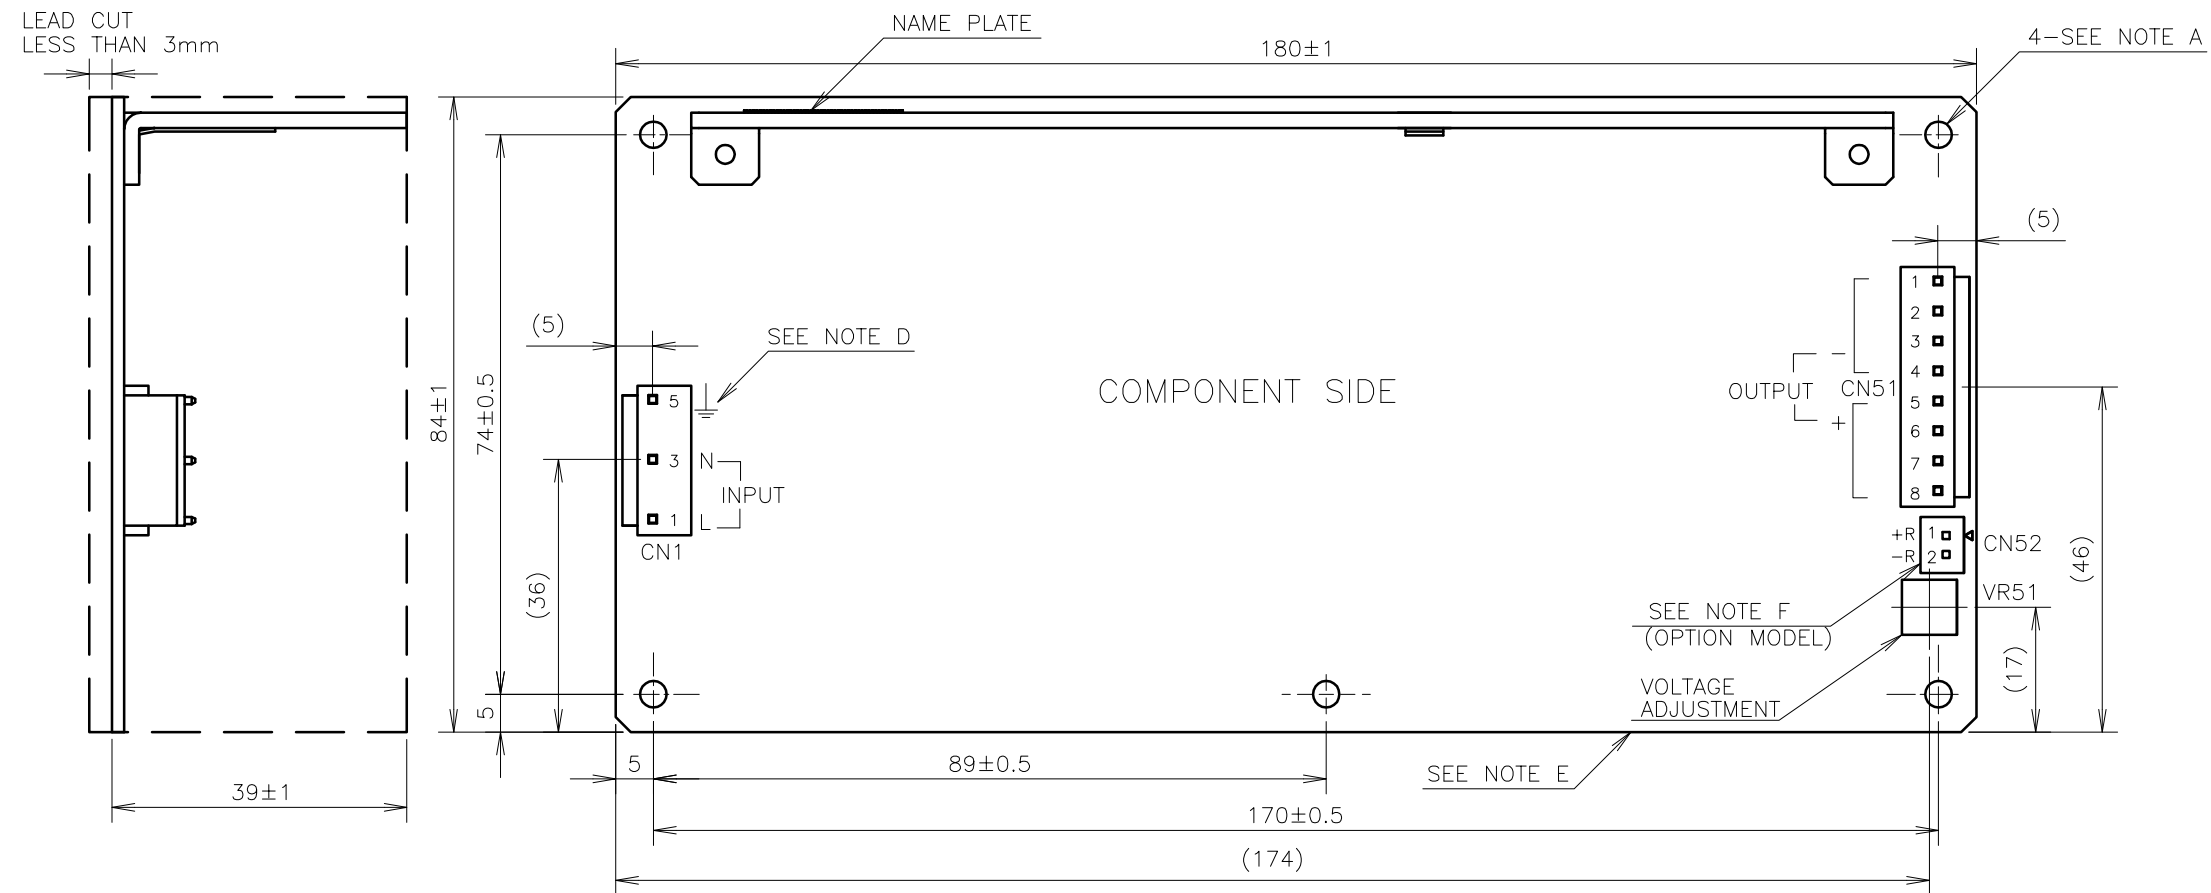 LEAD CUT
LESS THAN 3mm
NAME PLATE
180±1
4-SEE NOTE A
(5)
(5)
SEE NOTE D
84±1
74±0.5
COMPONENT SIDE
1
2
3
4
5
6
7
8
-
OUTPUT CN51
+
5
3 N
INPUT
1 L
CN1
+R 1
-R 2
CN52
VR51
(36)
(46)
SEE NOTE F
(OPTION MODEL)
(17)
VOLTAGE
ADJUSTMENT
5
5
89±0.5
SEE NOTE E
39±1
170±0.5
(174)